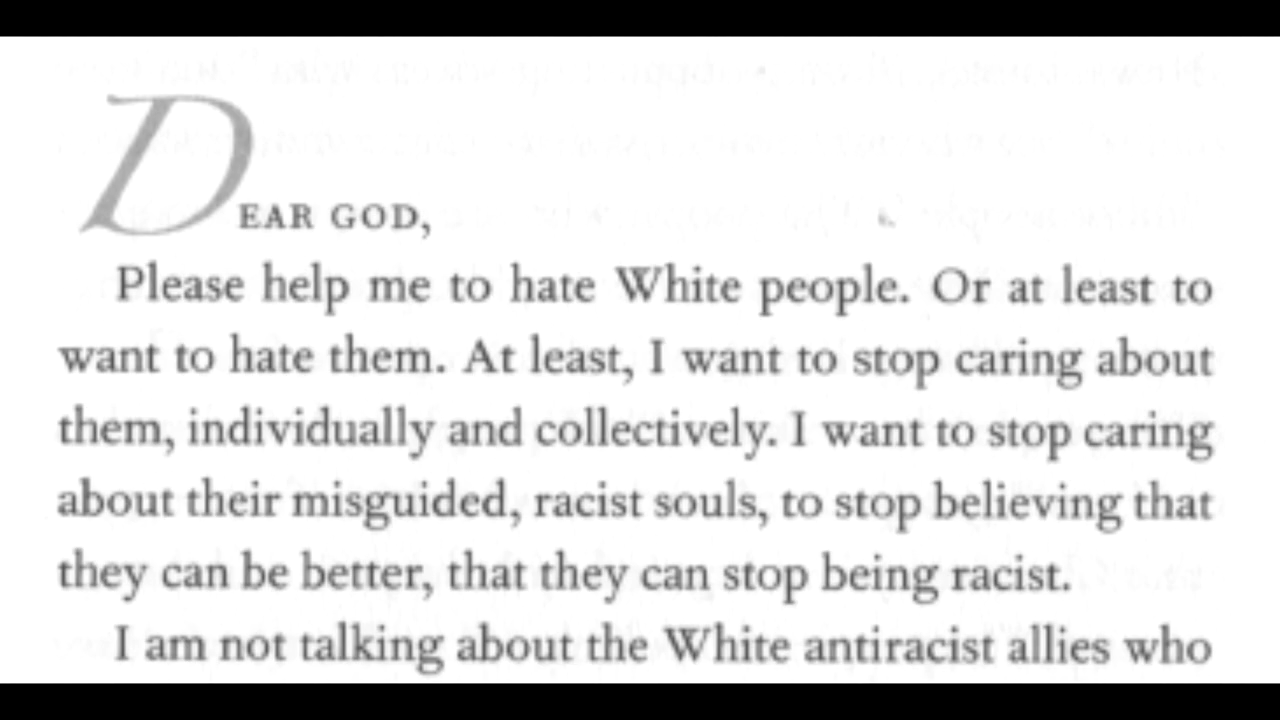 DEAR GOD,
Please help me to hate White people. Or at least to
want to hate them. At least, I want to stop caring about
them, individually and collectively. I want to stop caring
about their misguided, racist souls, to stop believing that
they can be better, that they can stop being racist.
I am not talking about the White antiracist allies who